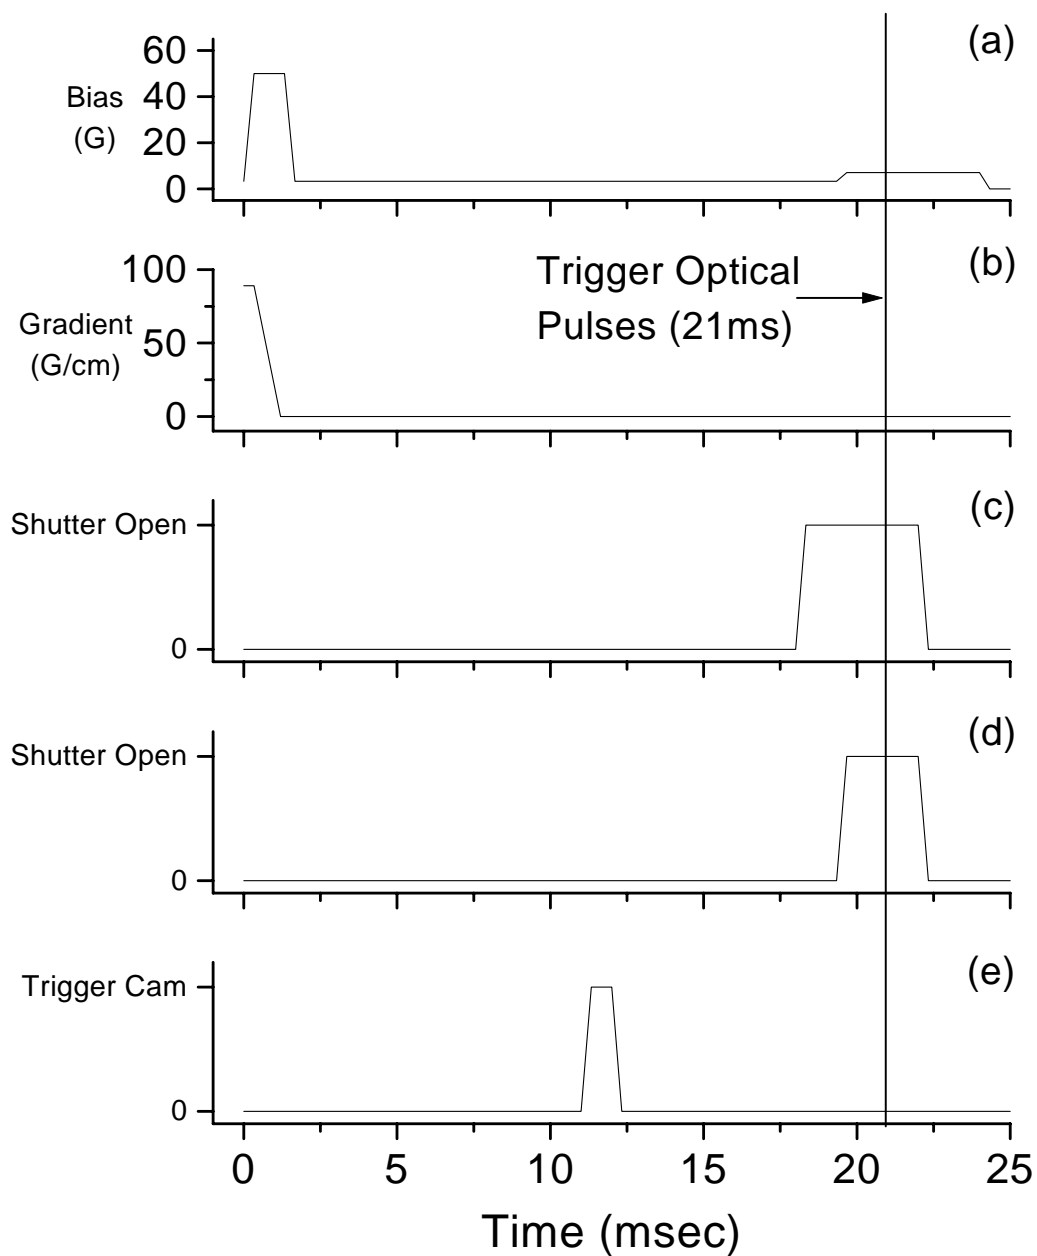 (a)
60
40
20
0
Bias
(G)
(b)
100
50
0
Gradient
(G/cm)
Trigger Optical
Pulses (21ms)
(c)
Shutter Open
0
(d)
Shutter Open
0
(e)
Trigger Cam
0
0 5 10 15 20 25
Time (msec)